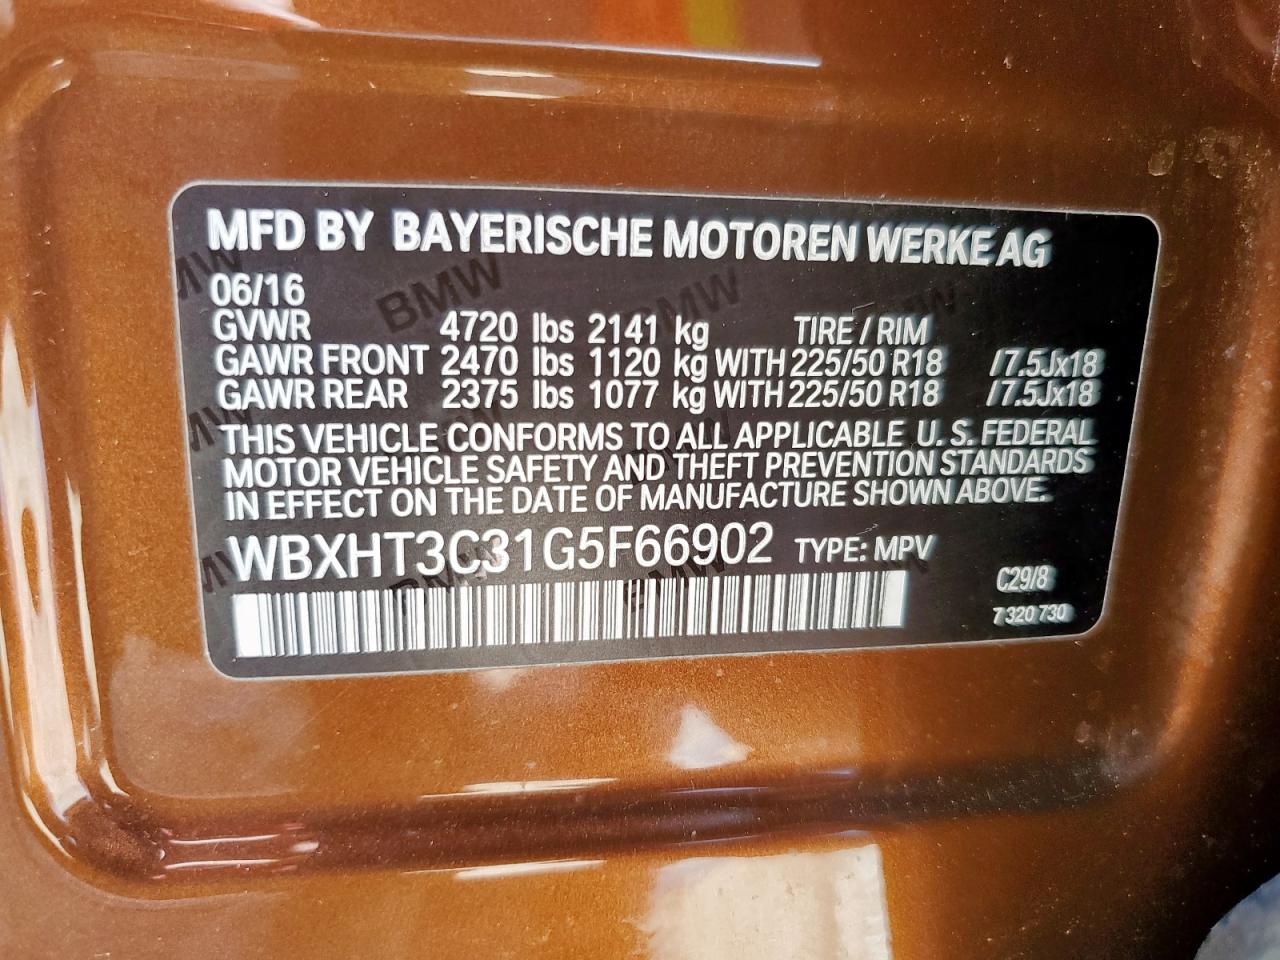 MFD BY BAYERISCHE MOTOREN WERKE AG
06/16
GVWR 4720 lbs 2141 kg TIRE / RIM
GAWR FRONT 2470 lbs 1120 kg WITH 225/50 R18 /7.5Jx18
GAWR REAR 2375 lbs 1077 kg WITH 225/50 R18 /7.5Jx18
THIS VEHICLE CONFORMS TO ALL APPLICABLE U. S. FEDERAL
MOTOR VEHICLE SAFETY AND THEFT PREVENTION STANDARDS
IN EFFECT ON THE DATE OF MANUFACTURE SHOWN ABOVE.
WBXHT3C31G5F66902 TYPE: MPV
C29/8
7 320 730